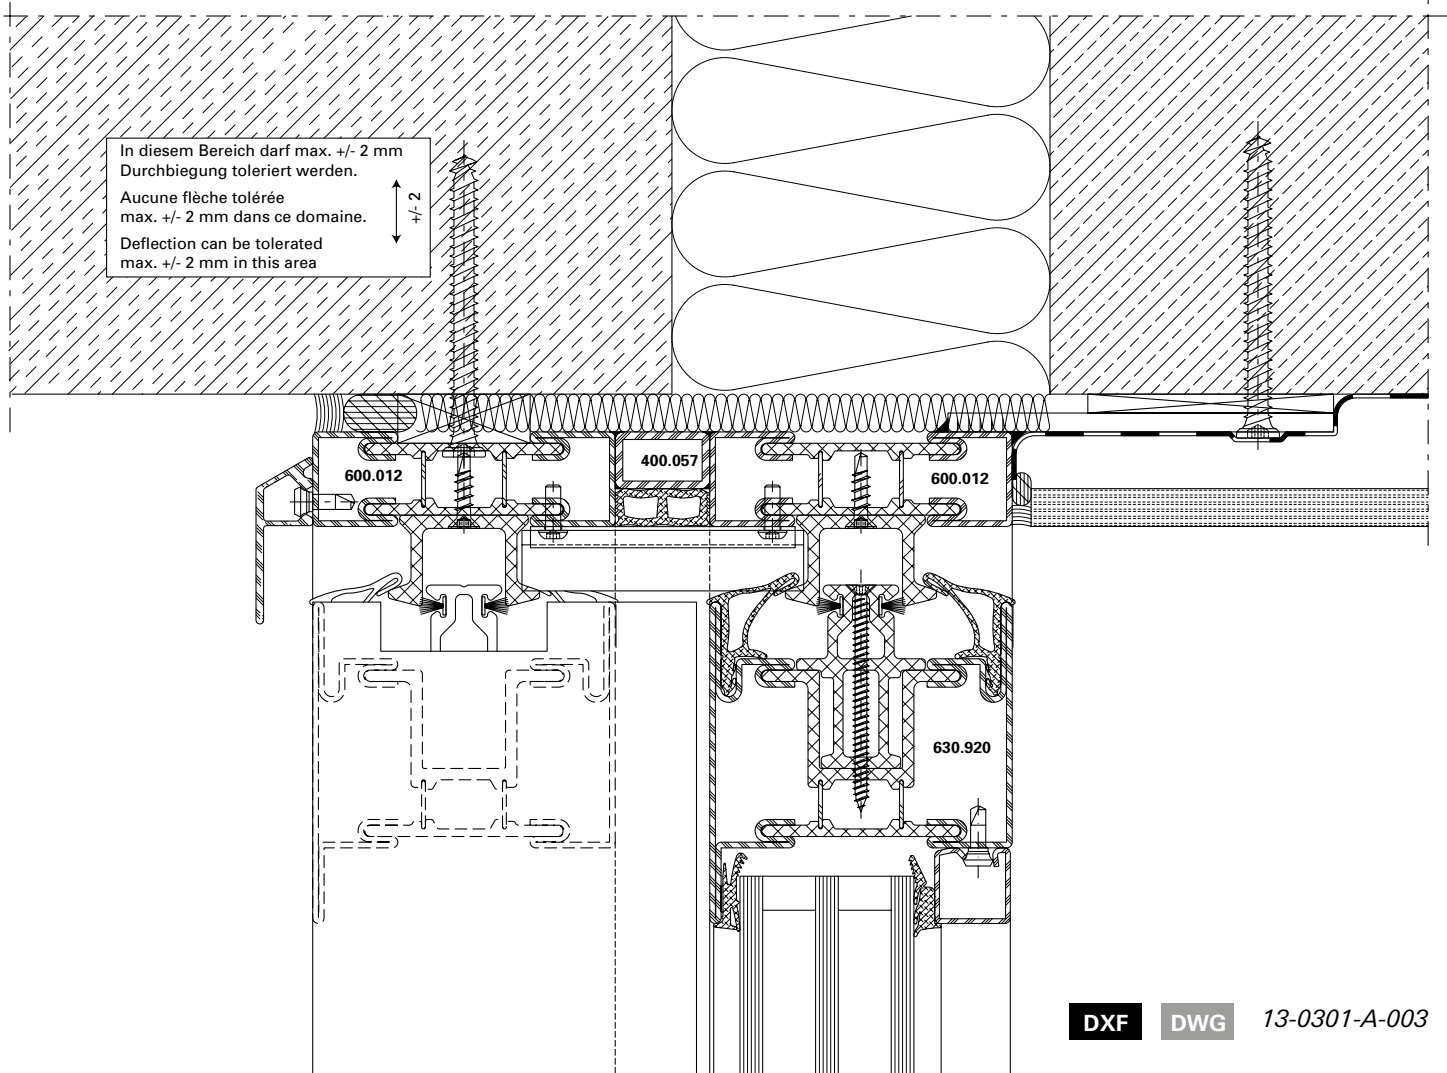 In diesem Bereich darf max. +/- 2 mm
Durchbiegung toleriert werden.
Aucune flèche tolérée
max. +/- 2 mm dans ce domaine.
Deflection can be tolerated
max. +/- 2 mm in this area
+/- 2
600.012
400.057
600.012
630.920
DXF
DWG
13-0301-A-003